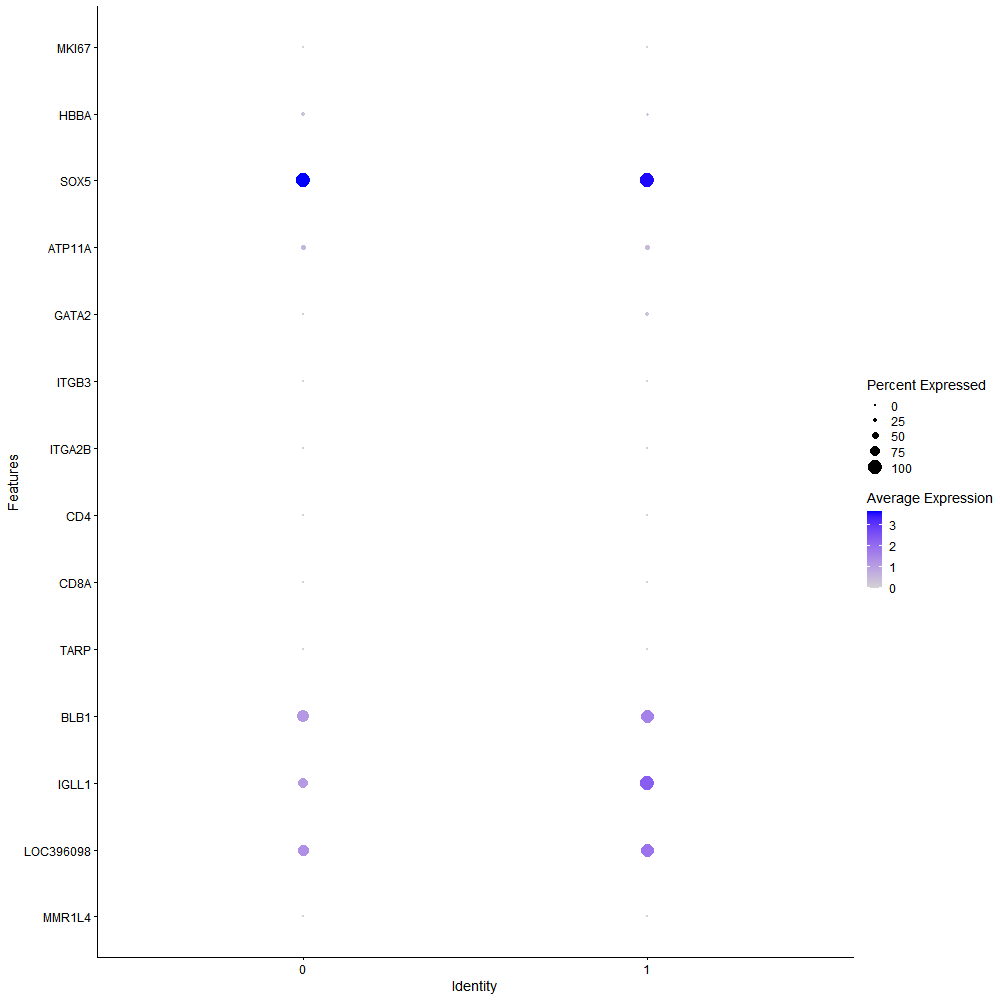 MKI67
HBBA
SOX5
ATP11A
GATA2
ITGB3
ITGA2B
CD4
CD8A
TARP
BLB1
IGLL1
LOC396098
MMR1L4
Features
0 1
Identity
Percent Expressed
0
25
50
75
100
Average Expression
3
2
1
0